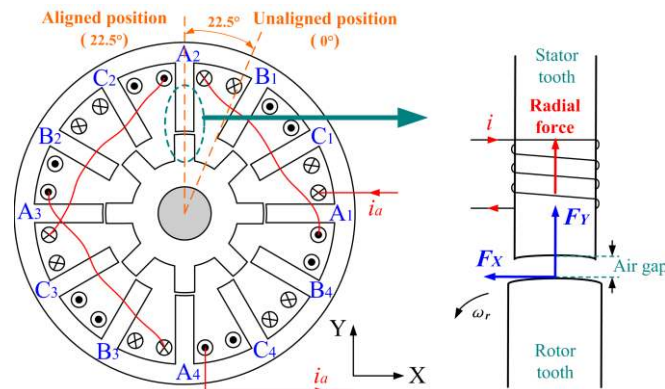 Aligned position
( 22.5° )
22.5°
Unaligned position
( 0° )
A2
C2
B1
B2
C1
A3
A1
ia
C3
B4
B3
C4
A4
ia
Y
X
Stator
tooth
Radial
force
i
FY
FX
Air gap
ωr
Rotor
tooth